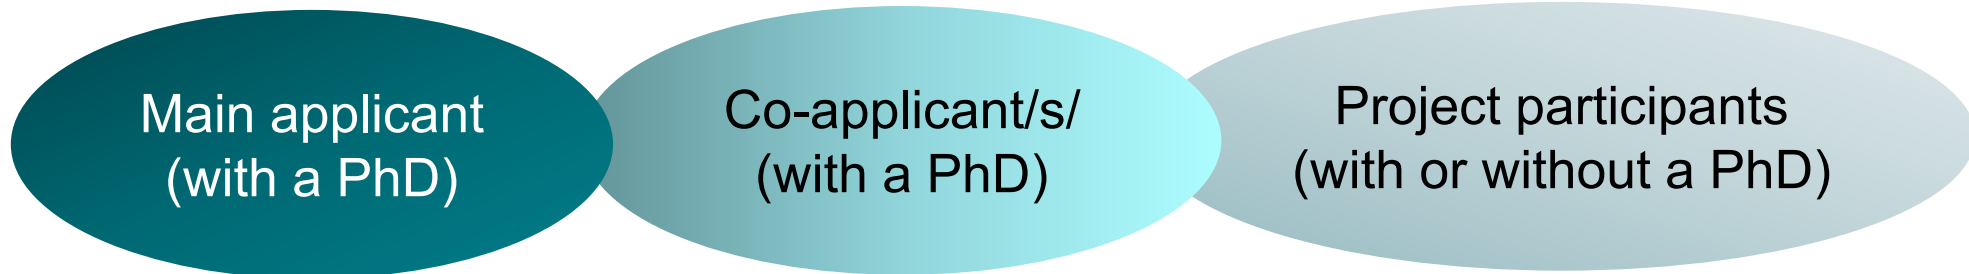 Main applicant
(with a PhD)
Co-applicant/s/
(with a PhD)
Project participants
(with or without a PhD)